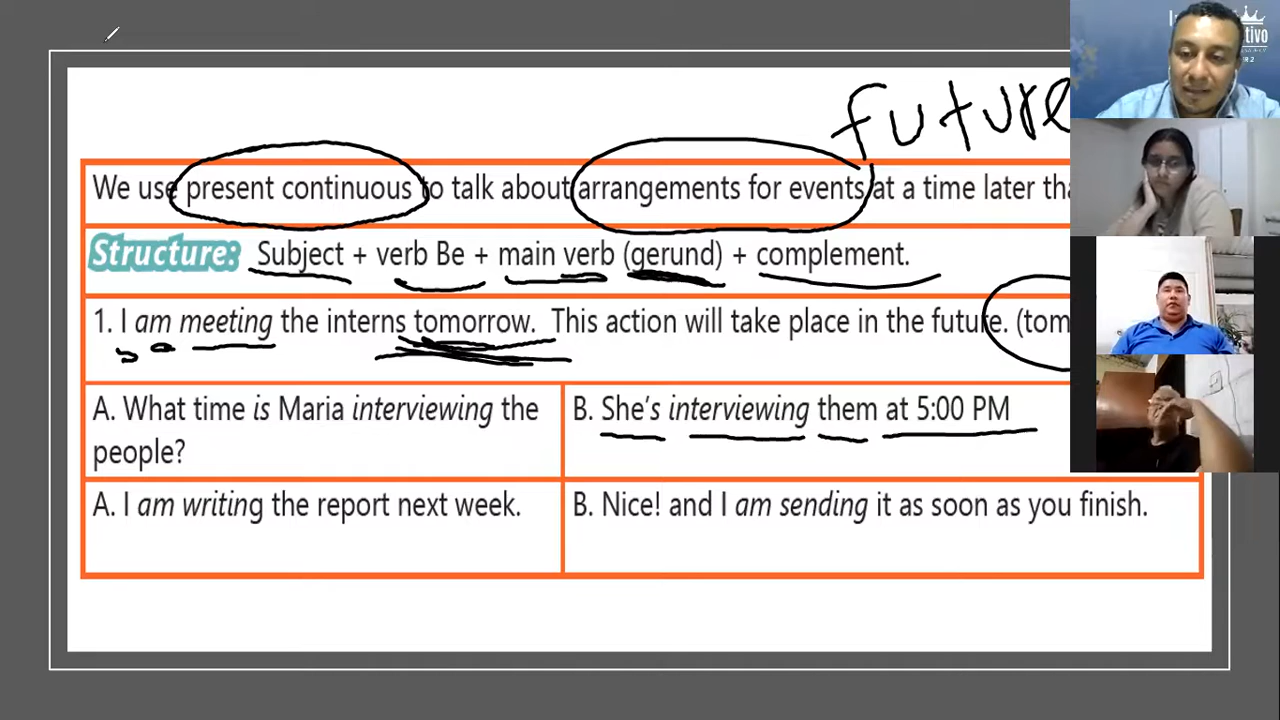 future
We use present continuous to talk about arrangements for events at a time later
Structure: Subject + verb Be + main verb (gerund) + complement.
1. I am meeting the interns tomorrow. This action will take place in the future.
A. What time is Maria interviewing the
people?
B. She's interviewing them at 5:00 PM
A. I am writing the report next week.
B. Nice! and I am sending it as soon as you finish.